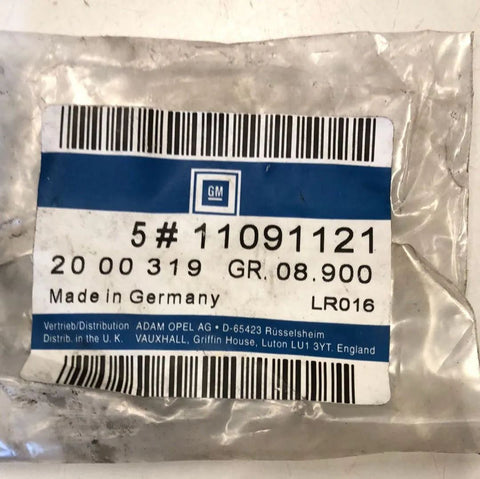 GM
5 # 11091121
20 00 319 GR. 08.900
Made in Germany LR016
Vertrieb/Distribution ADAM OPEL AG • D-65423 Rüsselsheim
Distrib. in the U. K. VAUXHALL, Griffin House, Luton LU1 3YT. England